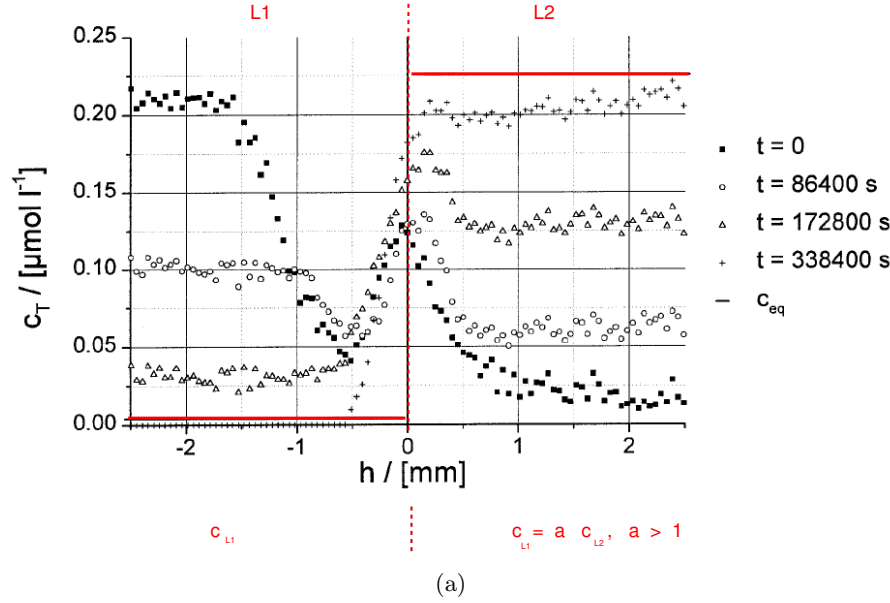 L1 L2
0.25
0.20
0.15
0.10
0.05
0.00
c_T / [µmol l⁻¹]
-2 -1 0 1 2
h / [mm]
t = 0
t = 86400 s
t = 172800 s
t = 338400 s
c_eq
c_L1
c_L1 = a c_L2, a > 1
(a)